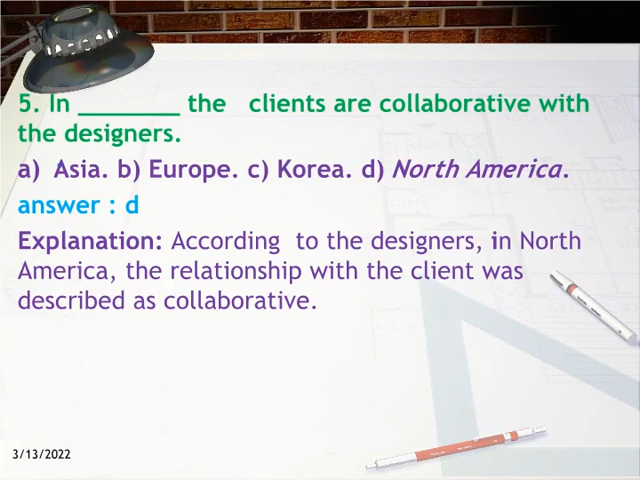 5. In ________ the clients are collaborative with
the designers.
a) Asia. b) Europe. c) Korea. d) North America.
answer : d
Explanation: According to the designers, in North
America, the relationship with the client was
described as collaborative.
3/13/2022